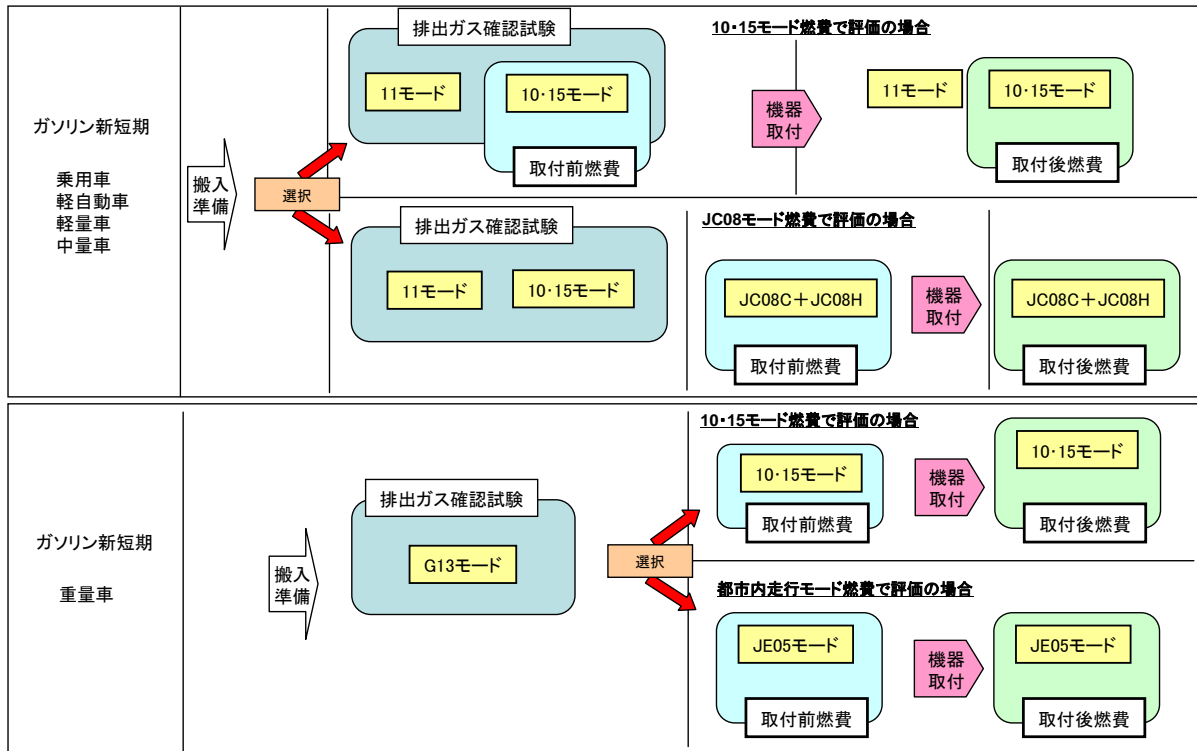 ガソリン新短期
乗用車
軽自動車
軽量車
中量車
搬入
準備
選択
排出ガス確認試験
11モード
10・15モード
取付前燃費
10・15モード燃費で評価の場合
機器
取付
11モード
10・15モード
取付後燃費
排出ガス確認試験
11モード
10・15モード
JC08モード燃費で評価の場合
JC08C＋JC08H
取付前燃費
機器
取付
JC08C＋JC08H
取付後燃費
ガソリン新短期
重量車
搬入
準備
排出ガス確認試験
G13モード
選択
10・15モード燃費で評価の場合
10・15モード
取付前燃費
機器
取付
10・15モード
取付後燃費
都市内走行モード燃費で評価の場合
JE05モード
取付前燃費
機器
取付
JE05モード
取付後燃費